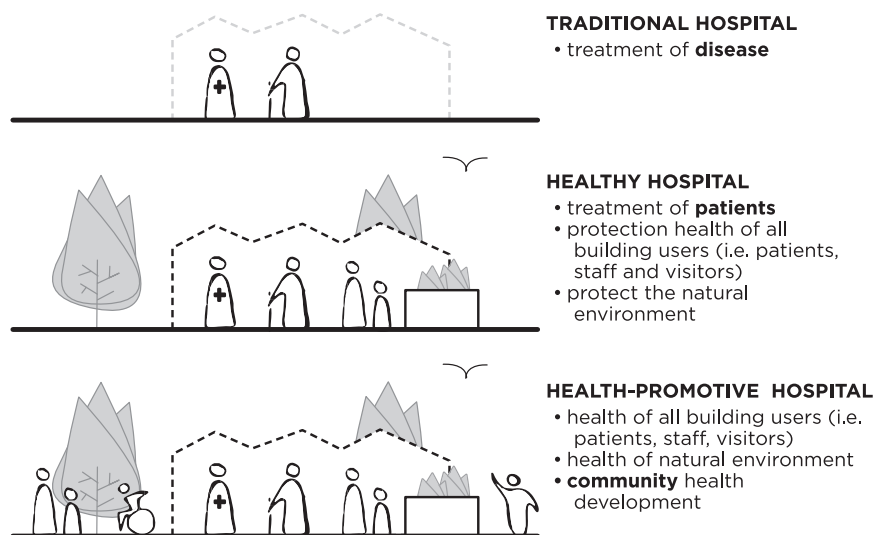 TRADITIONAL HOSPITAL
• treatment of disease
HEALTHY HOSPITAL
• treatment of patients
• protection health of all
building users (i.e. patients,
staff and visitors)
• protect the natural
environment
HEALTH-PROMOTIVE HOSPITAL
• health of all building users (i.e.
patients, staff, visitors)
• health of natural environment
• community health
development